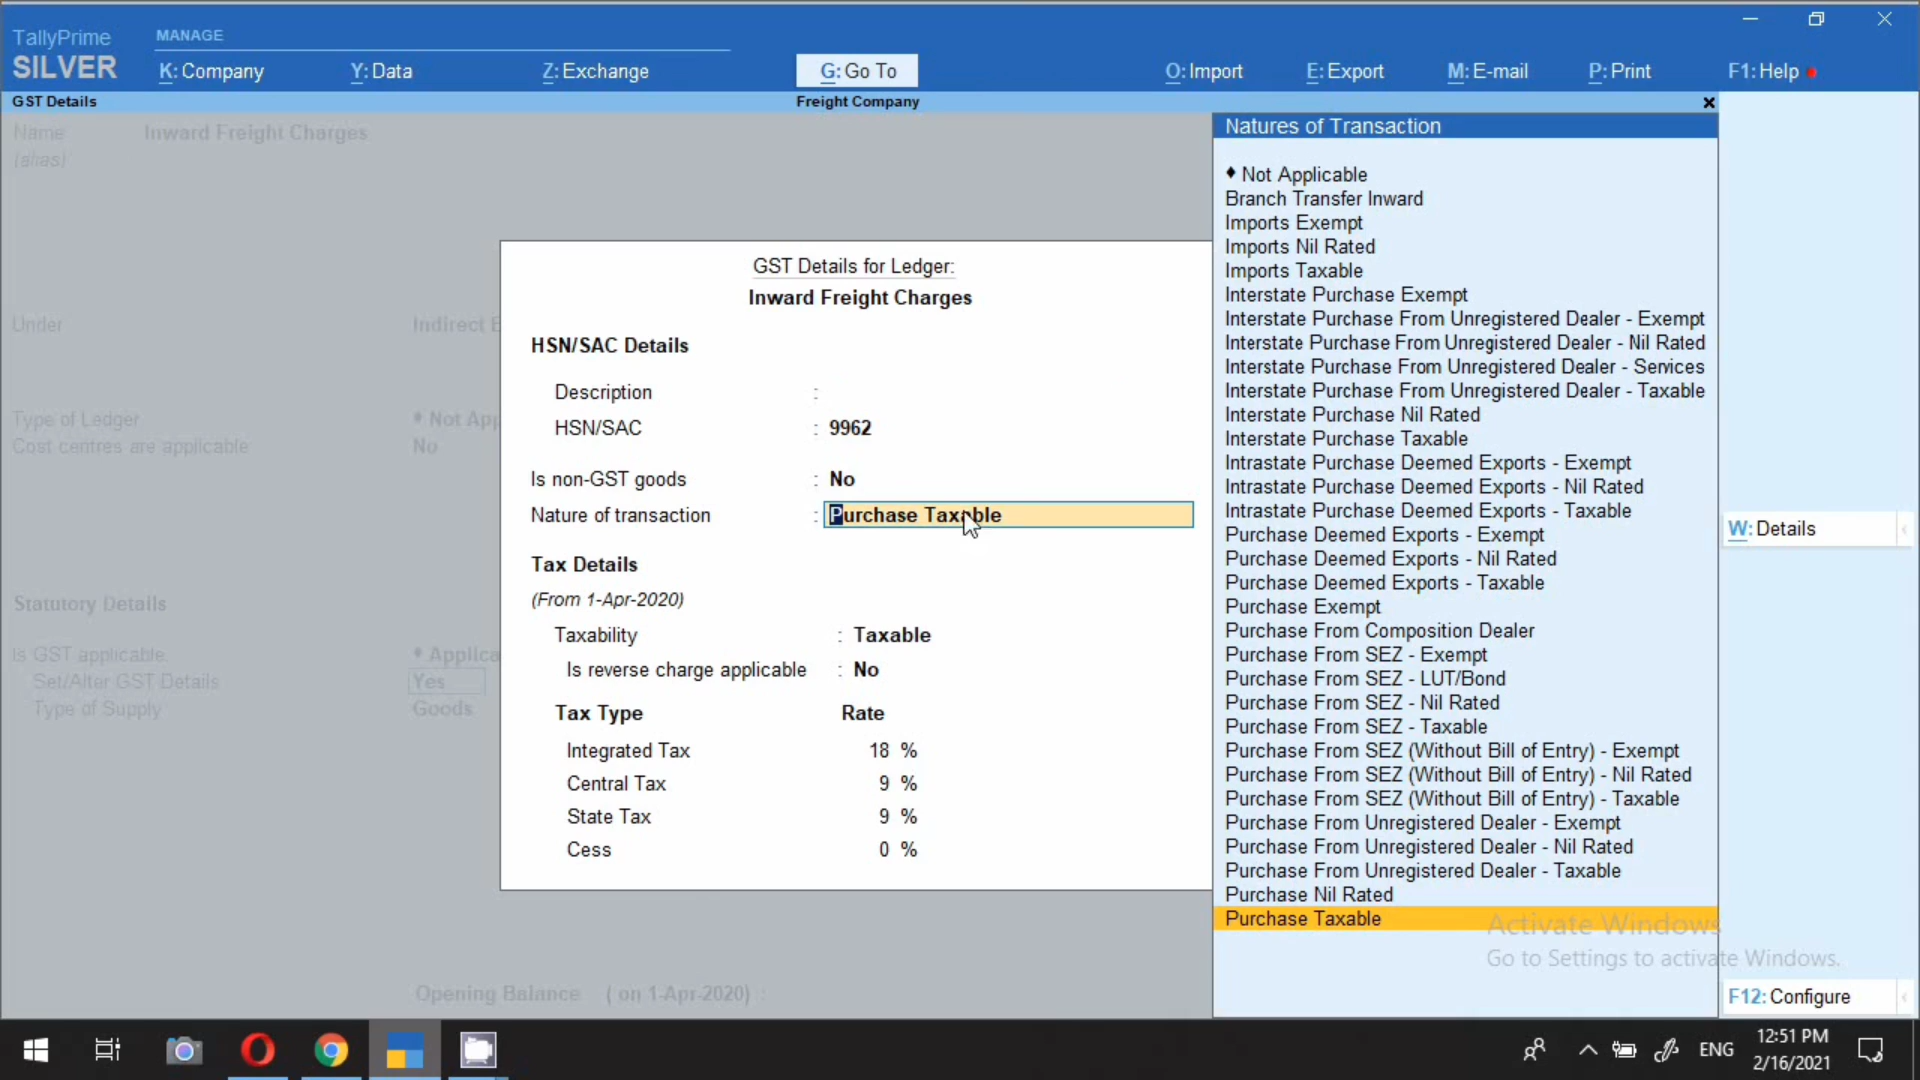 TallyPrime
SILVER
MANAGE
K: Company
Y: Data
Z: Exchange
G: Go To
O: Import
E: Export
M: E-mail
P: Print
F1: Help
GST Details
Freight Company
Name
Inward Freight Charges
(alias)
Under
Indirect E
Type of Ledger
♦ Not App
Cost centres are applicable
No
Statutory Details
Is GST applicable
♦ Applica
Set/Alter GST Details
Yes
Type of Supply
Goods
Opening Balance ( on 1-Apr-2020) :
GST Details for Ledger:
Inward Freight Charges
HSN/SAC Details
Description :
HSN/SAC : 9962
Is non-GST goods : No
Nature of transaction : Purchase Taxable
Tax Details
(From 1-Apr-2020)
Taxability : Taxable
Is reverse charge applicable : No
Tax Type Rate
Integrated Tax 18 %
Central Tax 9 %
State Tax 9 %
Cess 0 %
Natures of Transaction
♦ Not Applicable
Branch Transfer Inward
Imports Exempt
Imports Nil Rated
Imports Taxable
Interstate Purchase Exempt
Interstate Purchase From Unregistered Dealer - Exempt
Interstate Purchase From Unregistered Dealer - Nil Rated
Interstate Purchase From Unregistered Dealer - Services
Interstate Purchase From Unregistered Dealer - Taxable
Interstate Purchase Nil Rated
Interstate Purchase Taxable
Intrastate Purchase Deemed Exports - Exempt
Intrastate Purchase Deemed Exports - Nil Rated
Intrastate Purchase Deemed Exports - Taxable
Purchase Deemed Exports - Exempt
Purchase Deemed Exports - Nil Rated
Purchase Deemed Exports - Taxable
Purchase Exempt
Purchase From Composition Dealer
Purchase From SEZ - Exempt
Purchase From SEZ - LUT/Bond
Purchase From SEZ - Nil Rated
Purchase From SEZ - Taxable
Purchase From SEZ (Without Bill of Entry) - Exempt
Purchase From SEZ (Without Bill of Entry) - Nil Rated
Purchase From SEZ (Without Bill of Entry) - Taxable
Purchase From Unregistered Dealer - Exempt
Purchase From Unregistered Dealer - Nil Rated
Purchase From Unregistered Dealer - Taxable
Purchase Nil Rated
Purchase Taxable
W: Details
F12: Configure
Activate Windows
Go to Settings to activate Windows.
ENG
12:51 PM
2/16/2021